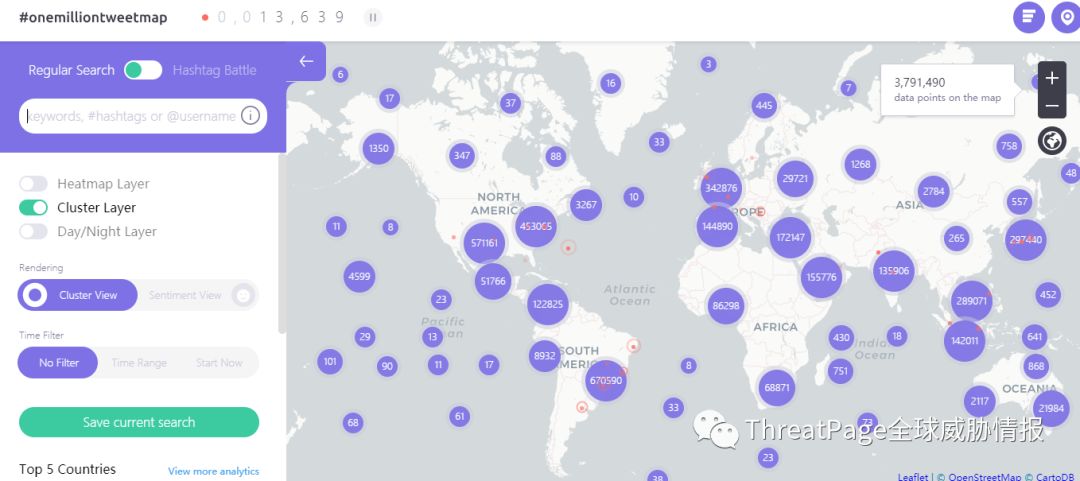 #onemilliontweetmap
0,013,639
Regular Search
Hashtag Battle
keywords, #hashtags or @username
Heatmap Layer
Cluster Layer
Day/Night Layer
Rendering
Cluster View
Sentiment View
Time Filter
No Filter
Time Range
Start Now
Save current search
Top 5 Countries
View more analytics
3,791,490
data points on the map
6
17
37
16
3
445
7
758
1350
347
88
33
342876
29721
1268
2784
48
NORTH
AMERICA
3267
10
EUROPE
ASIA
557
11
8
571161
144890
172147
265
297440
4599
51766
155776
135906
23
122825
Atlantic
Ocean
86298
289071
452
Pacific
Ocean
AFRICA
29
13
430
18
Indian
Ocean
142011
641
101
90
11
17
8932
SOUTH
AMERICA
8
751
868
670590
68871
OCEANIA
68
61
33
2117
21984
73
ThreatPage全球威胁情报
23
39
Leaflet | © OpenStreetMap © CartoDB